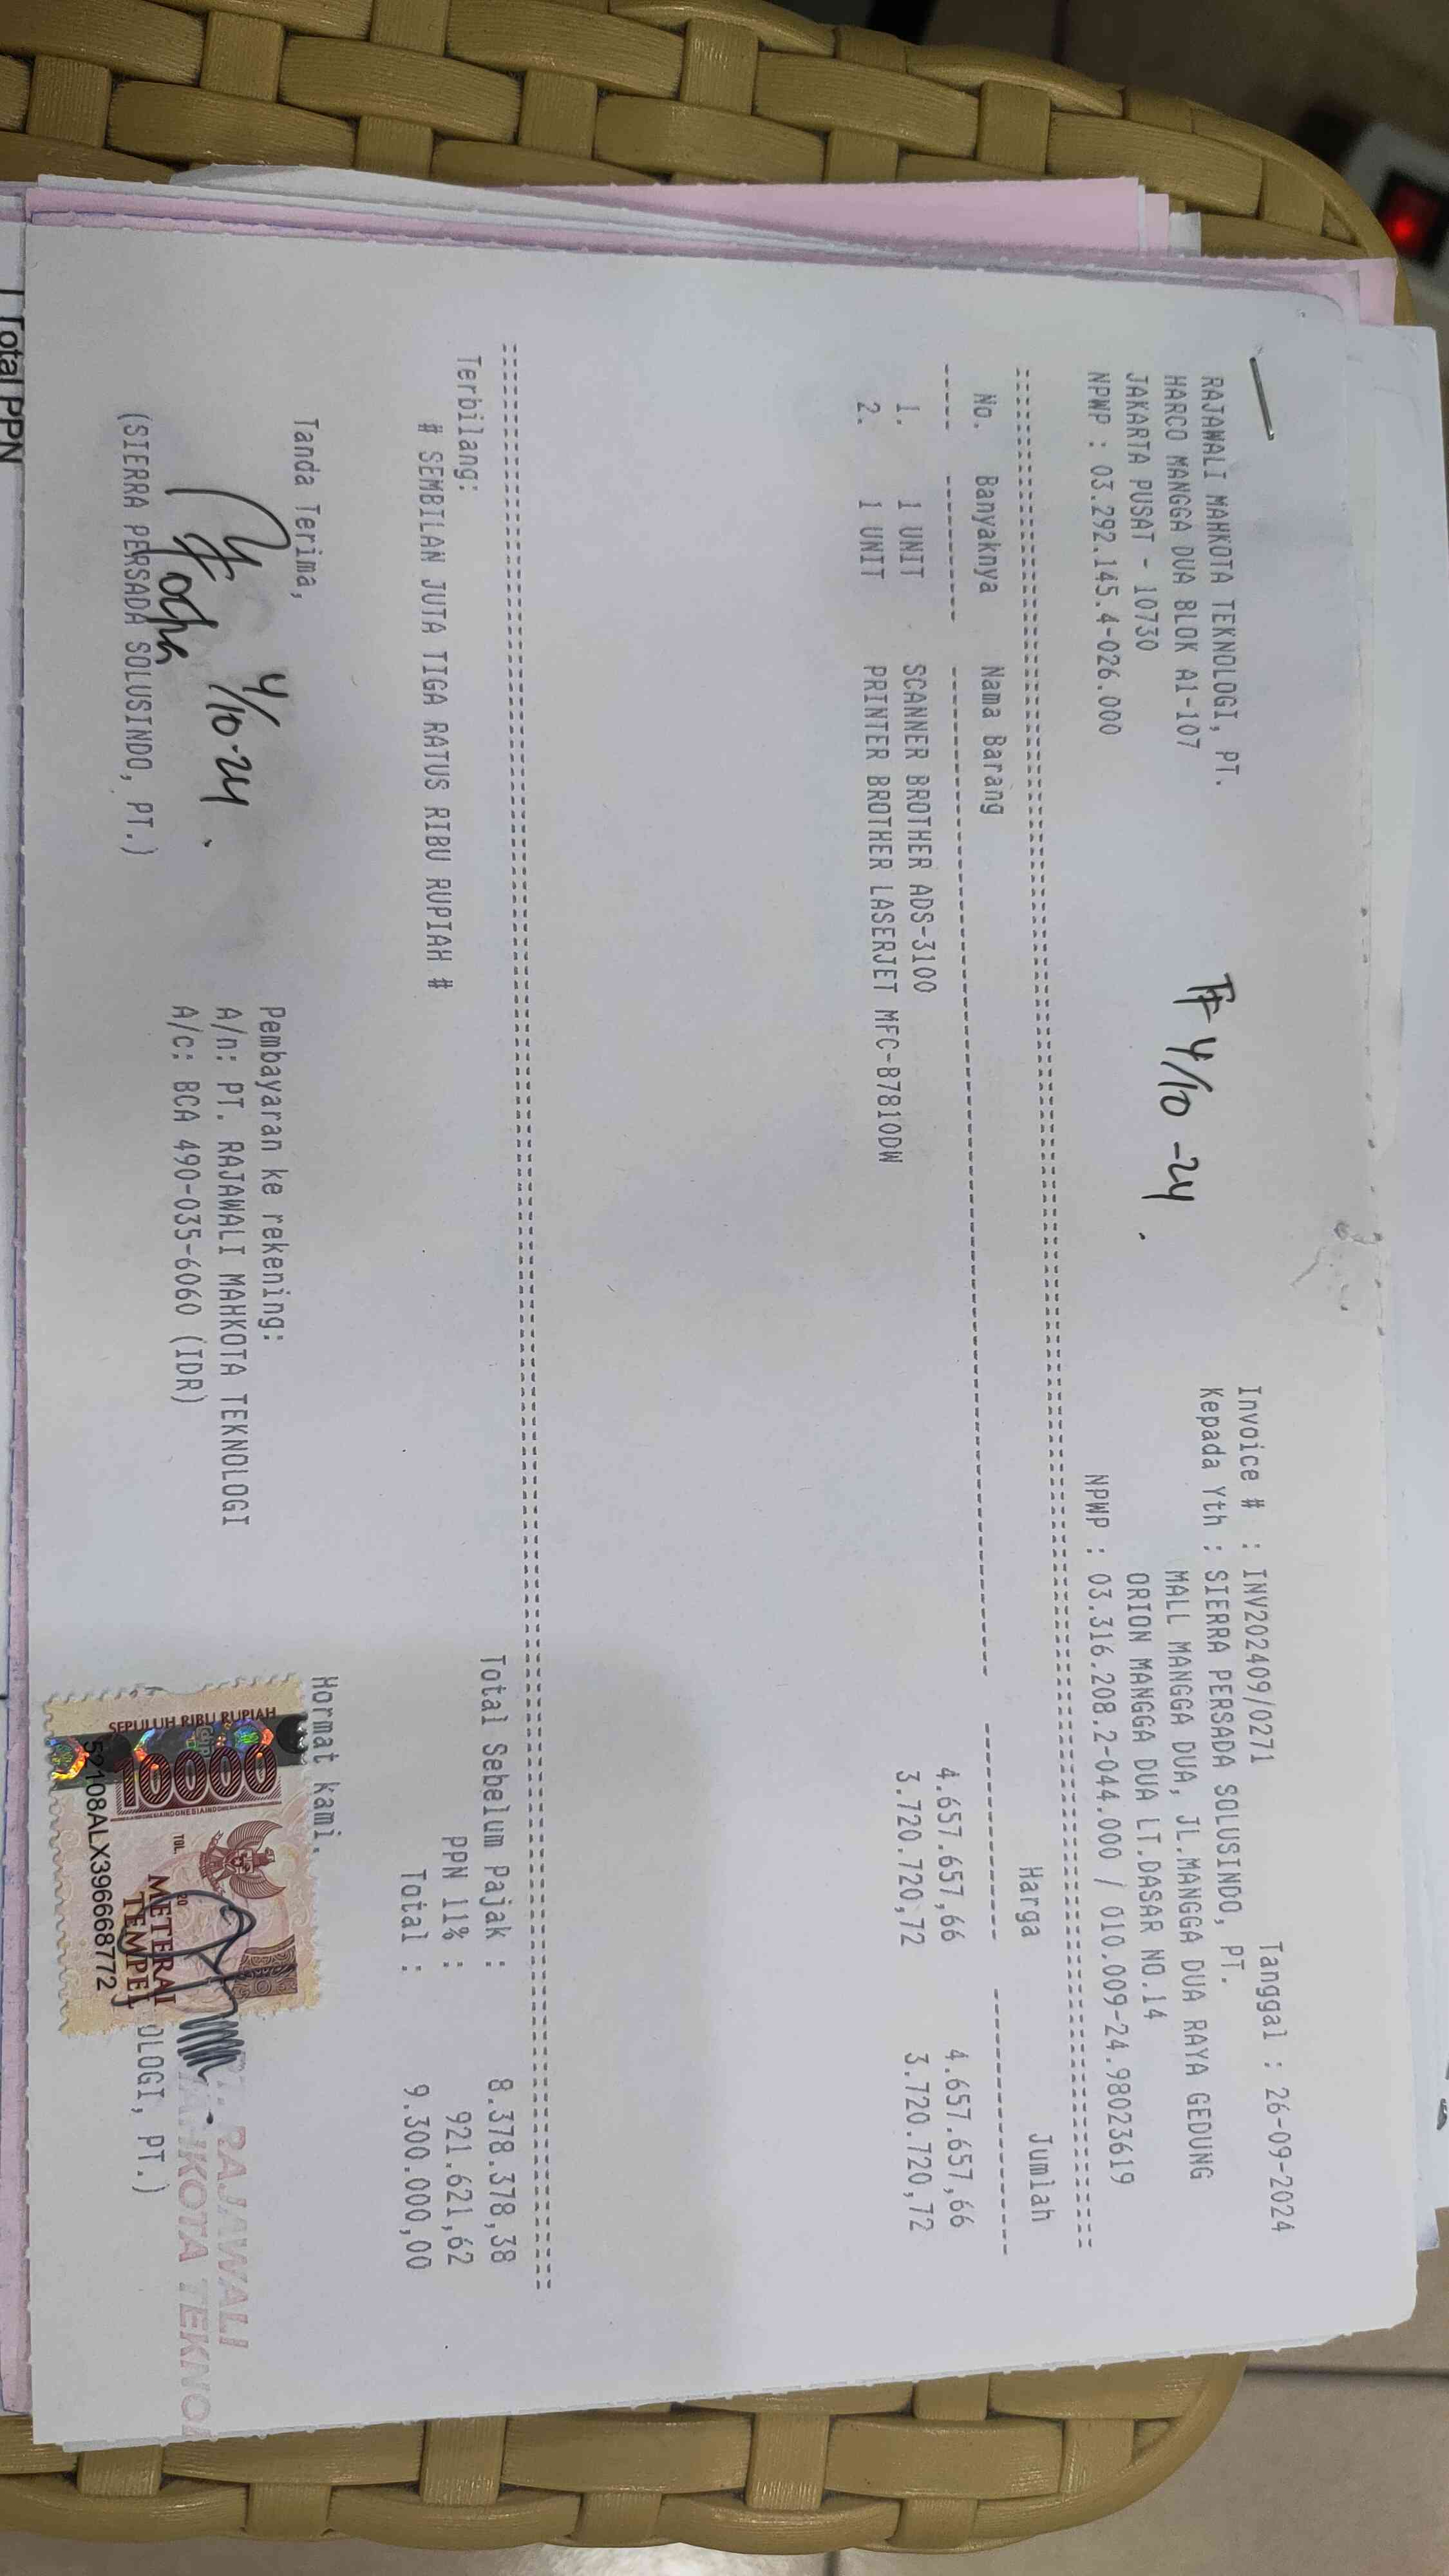 RAJAWALI MAHKOTA TEKNOLOGI, PT.
HARCO MANGGA DUA BLOK A1-107
JAKARTA PUSAT - 10730
NPWP : 03.292.145.4-026.000
TF 4/10 -24.
Tanggal : 26-09-2024
Invoice # : INV202409/0271
Kepada Yth : SIERRA PERSADA SOLUSINDO, PT.
MALL MANGGA DUA, JL.MANGGA DUA RAYA GEDUNG
ORION MANGGA DUA LT.DASAR NO.14
NPWP : 03.316.208.2-044.000 / 010.009-24.98023619
No. Banyaknya Nama Barang Harga Jumlah
1. 1 UNIT SCANNER BROTHER ADS-3100 4.657.657,66 4.657.657,66
2. 1 UNIT PRINTER BROTHER LASERJET MFC-B7810DW 3.720.720,72 3.720.720,72
Terbilang:
# SEMBILAN JUTA TIGA RATUS RIBU RUPIAH #
Total Sebelum Pajak : 8.378.378,38
PPN 11% : 921.621,62
Total : 9.300.000,00
Tanda Terima,
4/10-24.
(SIERRA PERSADA SOLUSINDO, PT.)
Pembayaran ke rekening:
A/n: PT. RAJAWALI MAHKOTA TEKNOLOGI
A/c: BCA 490-035-6060 (IDR)
Hormat kami,
SEPULUH RIBU RUPIAH
10000
TGL. 20
METERAI
TEMPEL
52108ALX396668772
RAJAWALI
TEKNO
OLOGI, PT.)
Total PPN